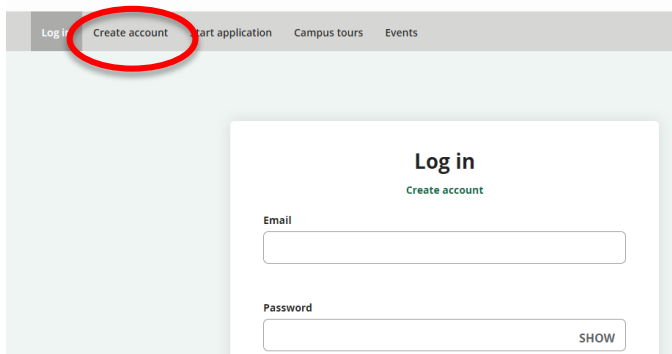 Log in Create account Start application Campus tours Events
Log in
Create account
Email
Password
SHOW